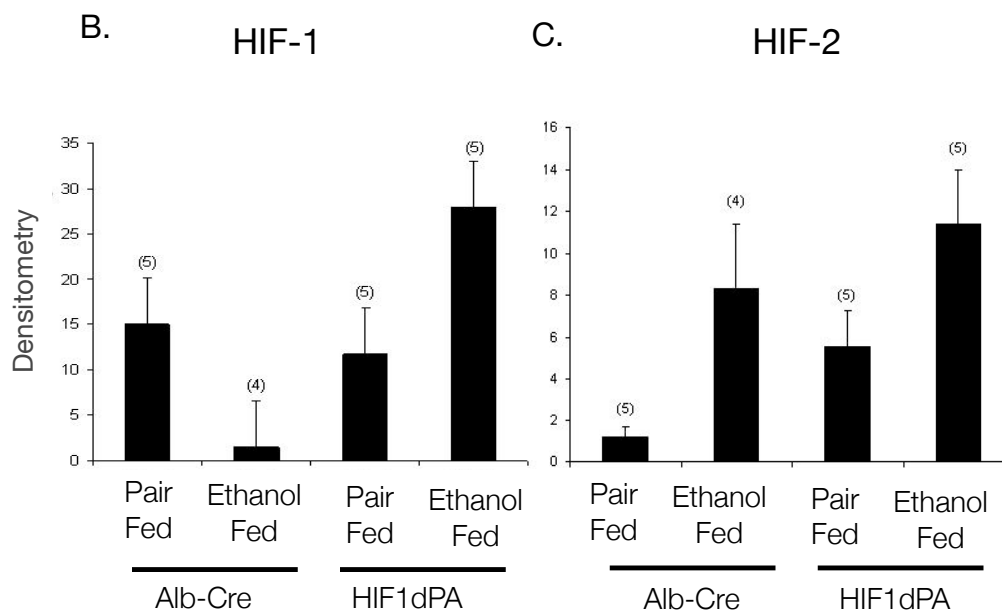 B.
HIF-1
35
30
25
20
15
10
5
0
Densitometry
(5)
(4)
(5)
(5)
Pair
Fed
Ethanol
Fed
Pair
Fed
Ethanol
Fed
Alb-Cre
HIF1dPA
C.
HIF-2
16
14
12
10
8
6
4
2
0
(5)
(4)
(5)
(5)
Pair
Fed
Ethanol
Fed
Pair
Fed
Ethanol
Fed
Alb-Cre
HIF1dPA